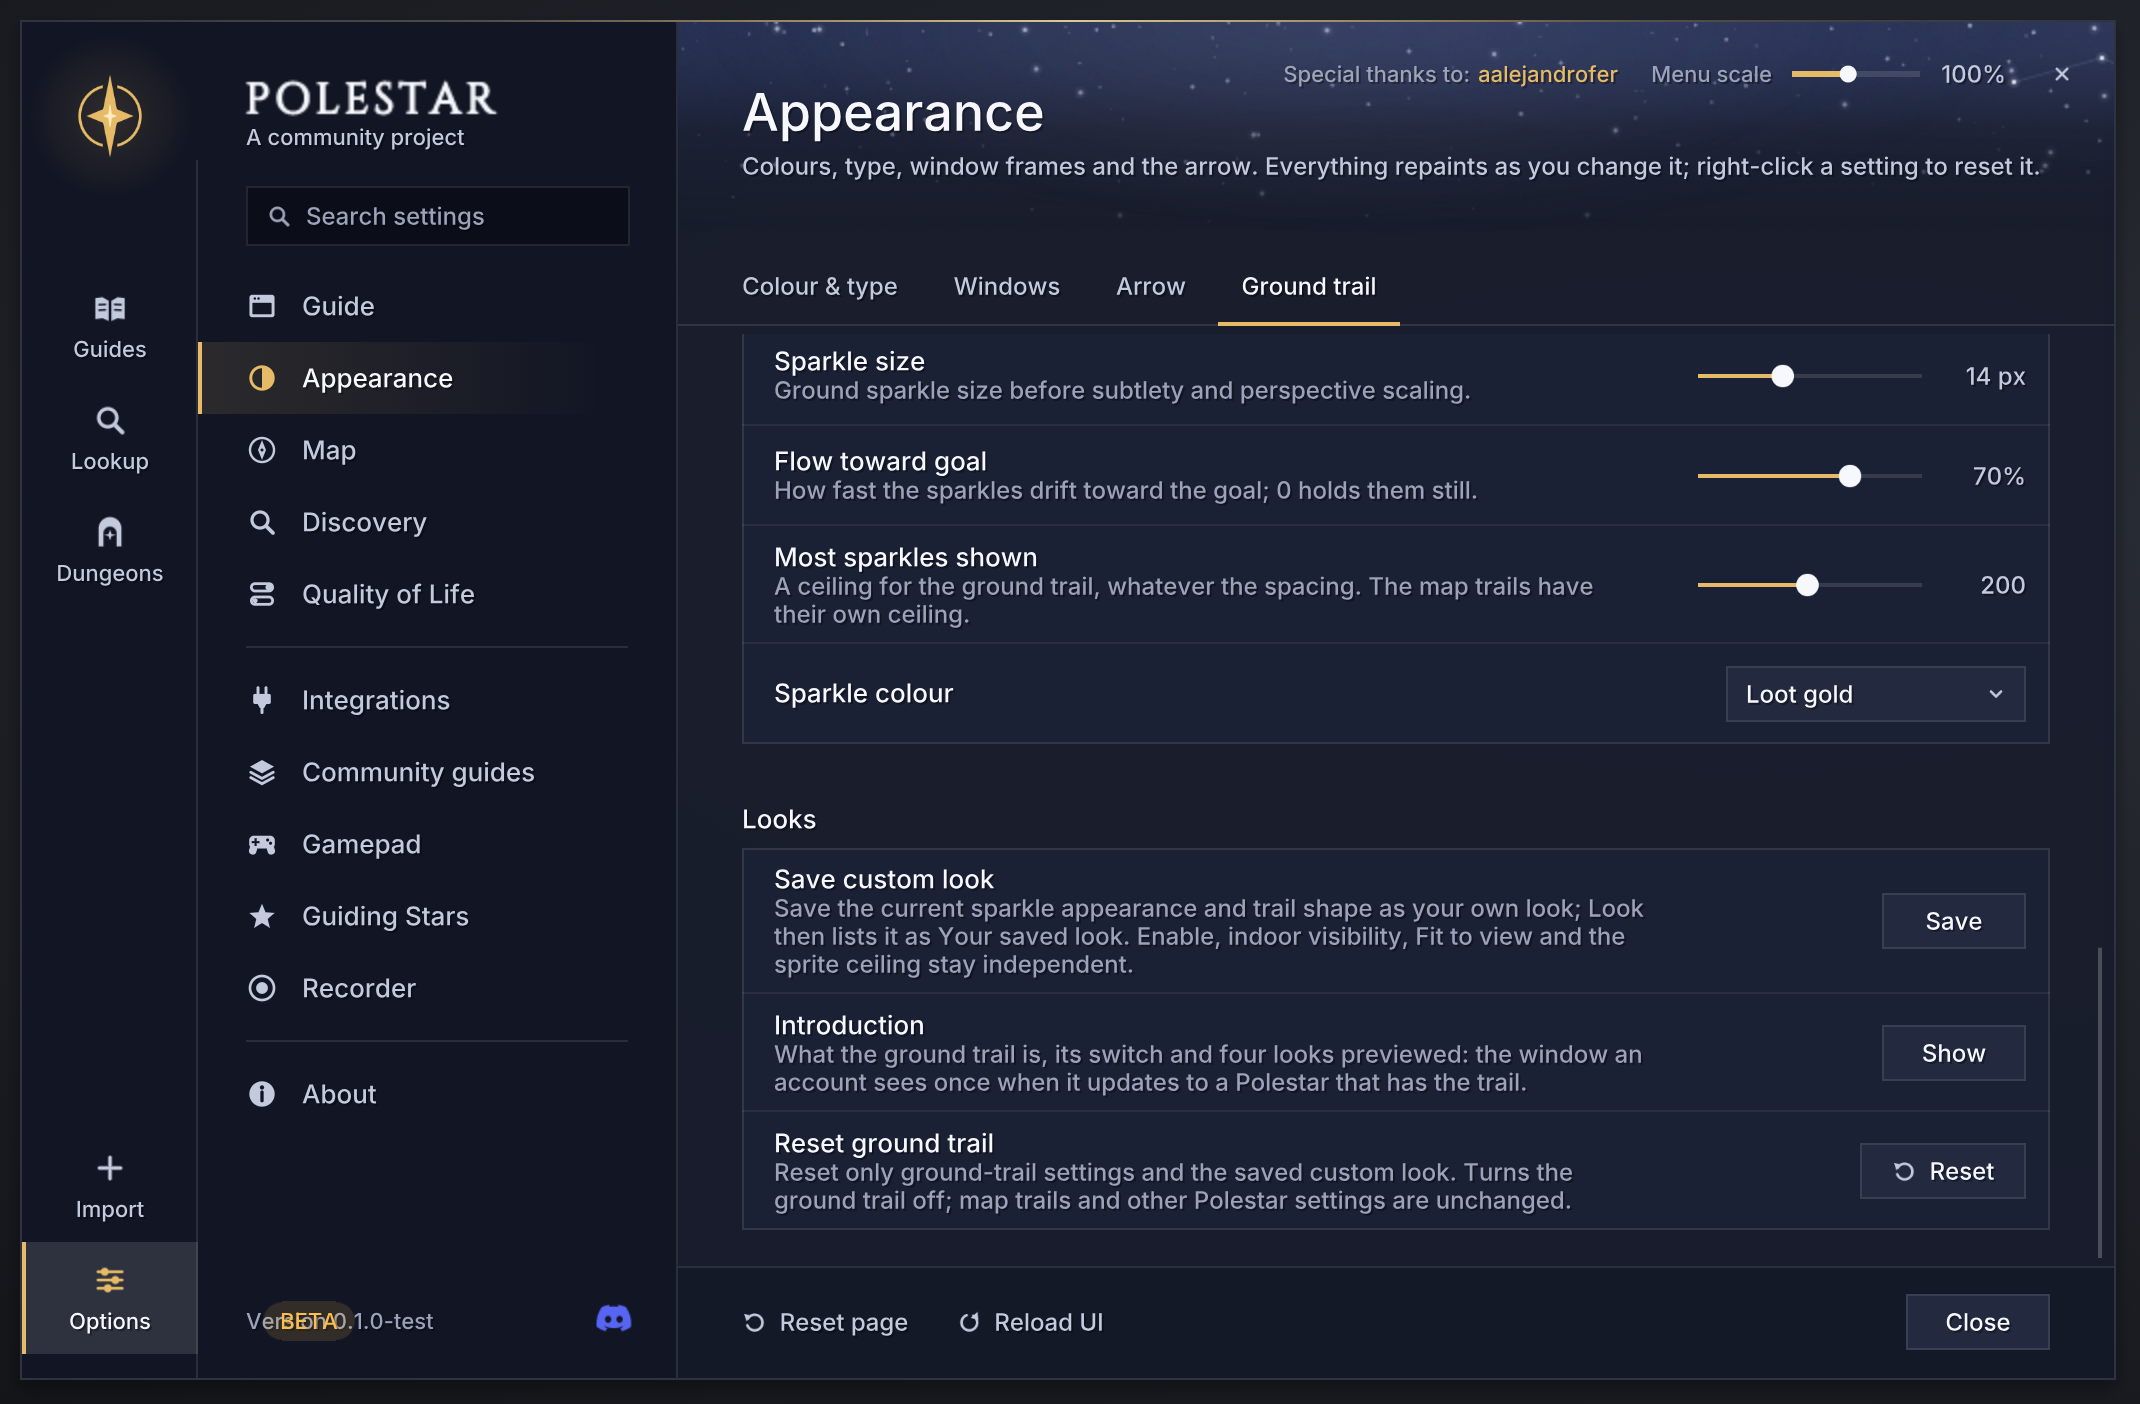 POLESTAR
A community project
Search settings
Guides
Lookup
Dungeons
Import
Options
Guide
Appearance
Map
Discovery
Quality of Life
Integrations
Community guides
Gamepad
Guiding Stars
Recorder
About
Version 0.1.0-test
BETA
Special thanks to: aalejandrofer
Menu scale
100%
Appearance
Colours, type, window frames and the arrow. Everything repaints as you change it; right-click a setting to reset it.
Colour & type
Windows
Arrow
Ground trail
Sparkle size
Ground sparkle size before subtlety and perspective scaling.
14 px
Flow toward goal
How fast the sparkles drift toward the goal; 0 holds them still.
70%
Most sparkles shown
A ceiling for the ground trail, whatever the spacing. The map trails have
their own ceiling.
200
Sparkle colour
Loot gold
Looks
Save custom look
Save the current sparkle appearance and trail shape as your own look; Look
then lists it as Your saved look. Enable, indoor visibility, Fit to view and the
sprite ceiling stay independent.
Save
Introduction
What the ground trail is, its switch and four looks previewed: the window an
account sees once when it updates to a Polestar that has the trail.
Show
Reset ground trail
Reset only ground-trail settings and the saved custom look. Turns the
ground trail off; map trails and other Polestar settings are unchanged.
Reset
Reset page
Reload UI
Close